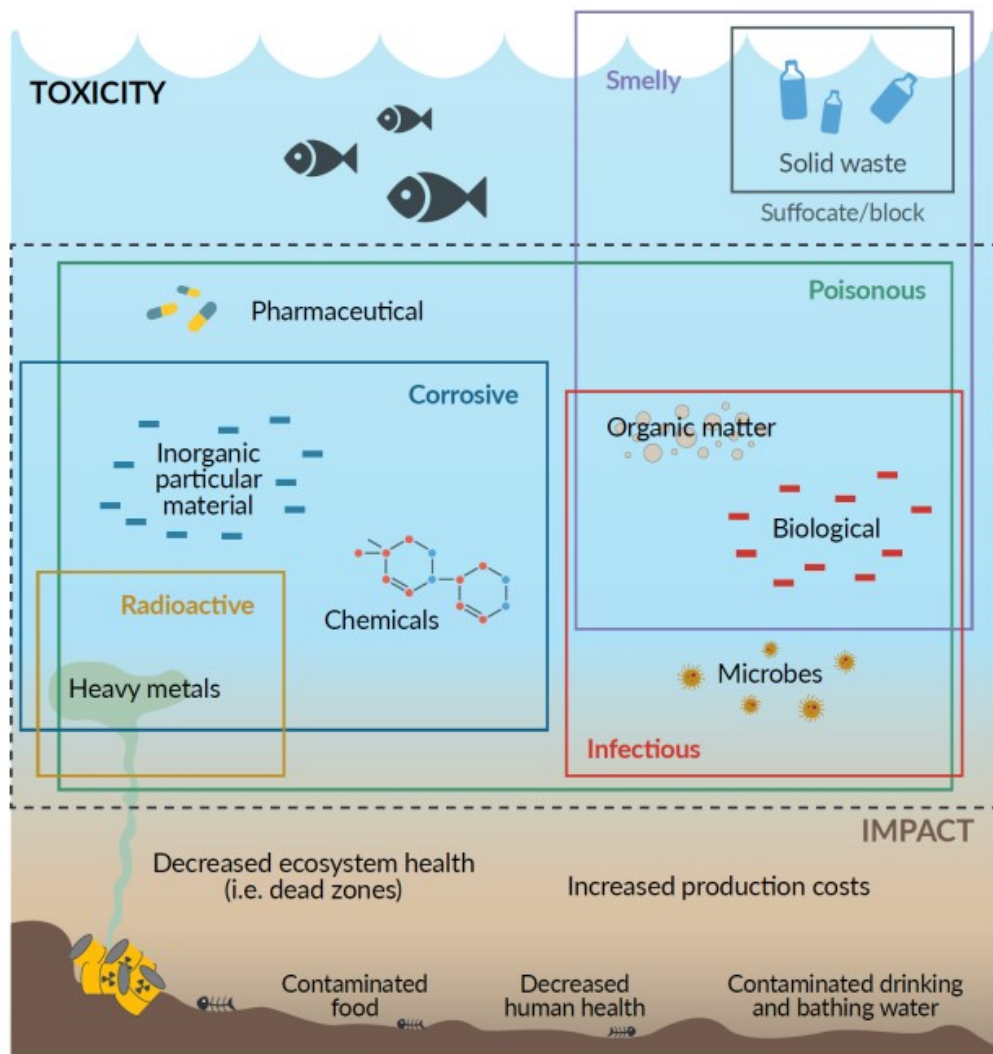 TOXICITY
Smelly
Solid waste
Suffocate/block
Poisonous
Pharmaceutical
Corrosive
Inorganic
particular
material
Organic matter
Biological
Chemicals
Radioactive
Heavy metals
Microbes
Infectious
IMPACT
Decreased ecosystem health
(i.e. dead zones)
Increased production costs
Contaminated
food
Decreased
human health
Contaminated drinking
and bathing water